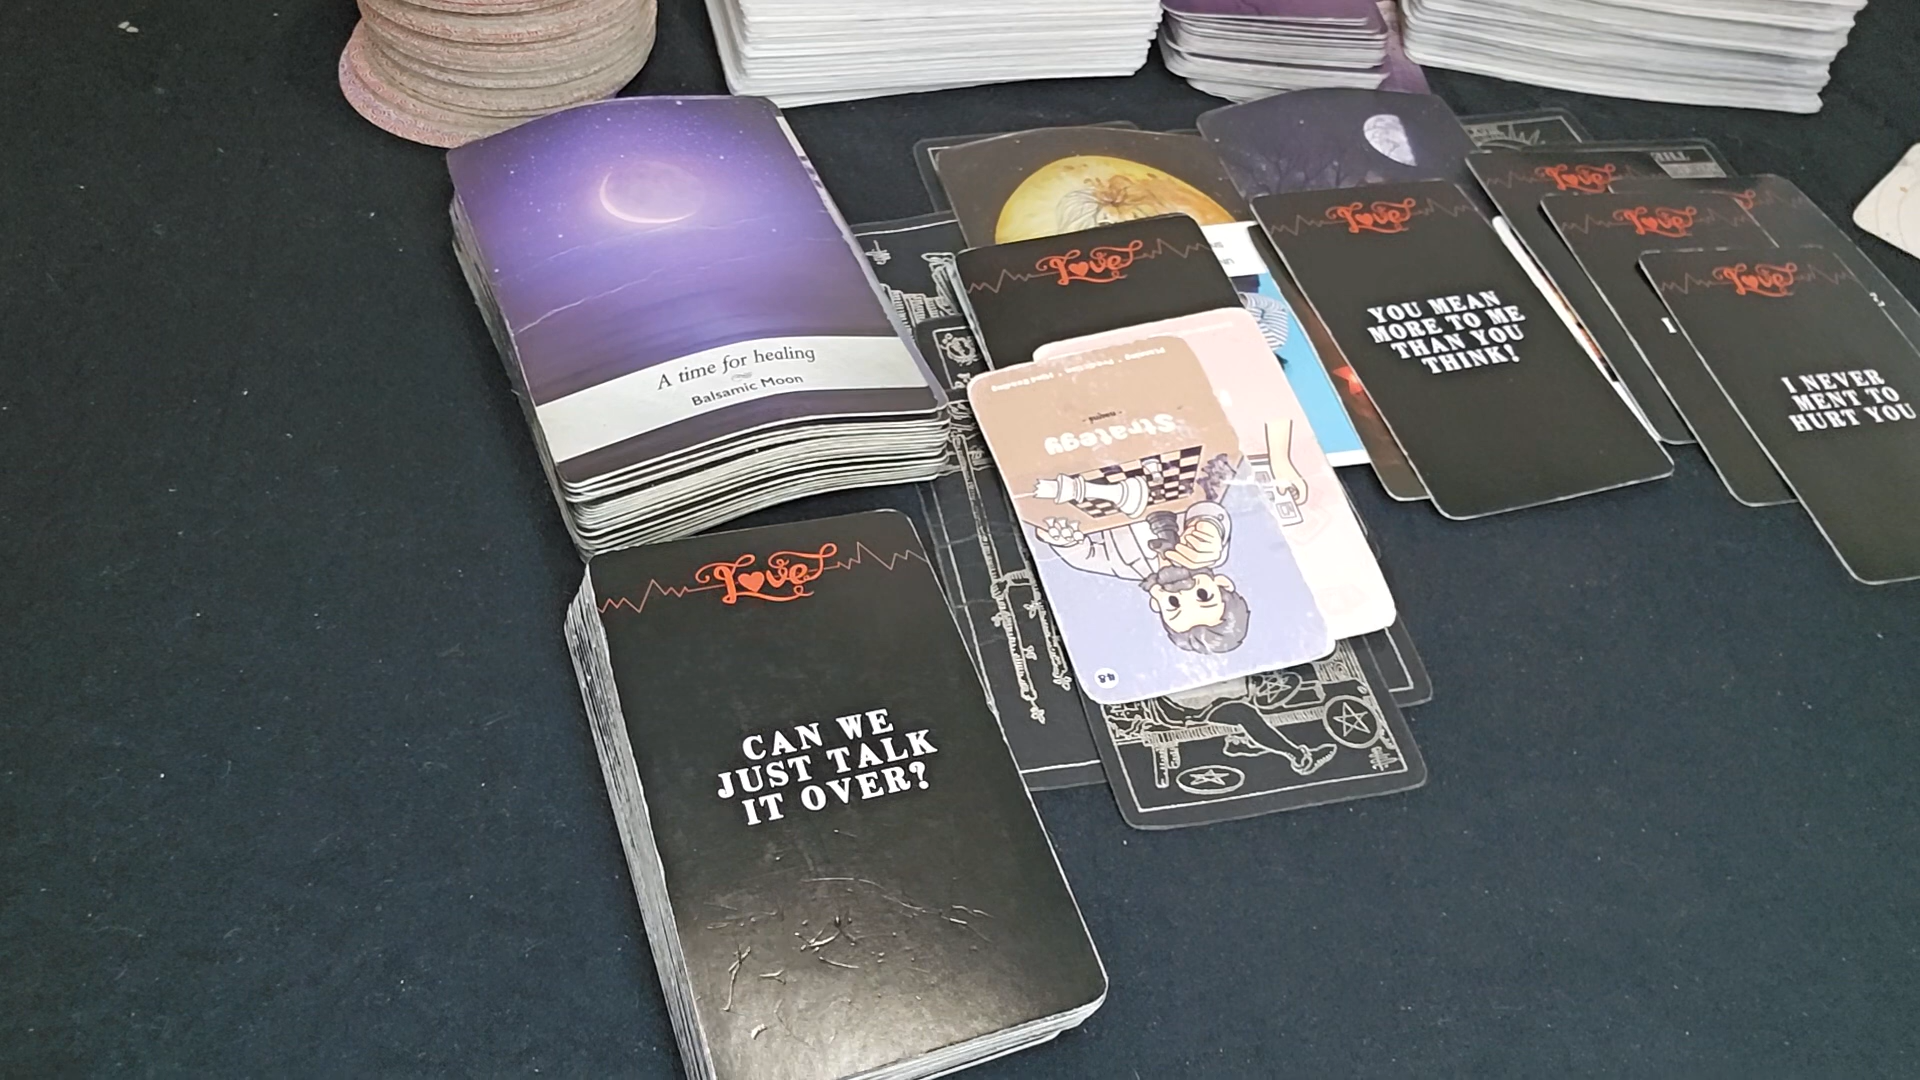 A time for healing
Balsamic Moon
Love
CAN WE
JUST TALK
IT OVER?
Love
Strategy
48
Love
YOU MEAN
MORE TO ME
THAN YOU
THINK!
Love
Love
I
Love
I NEVER
MENT TO
HURT YOU